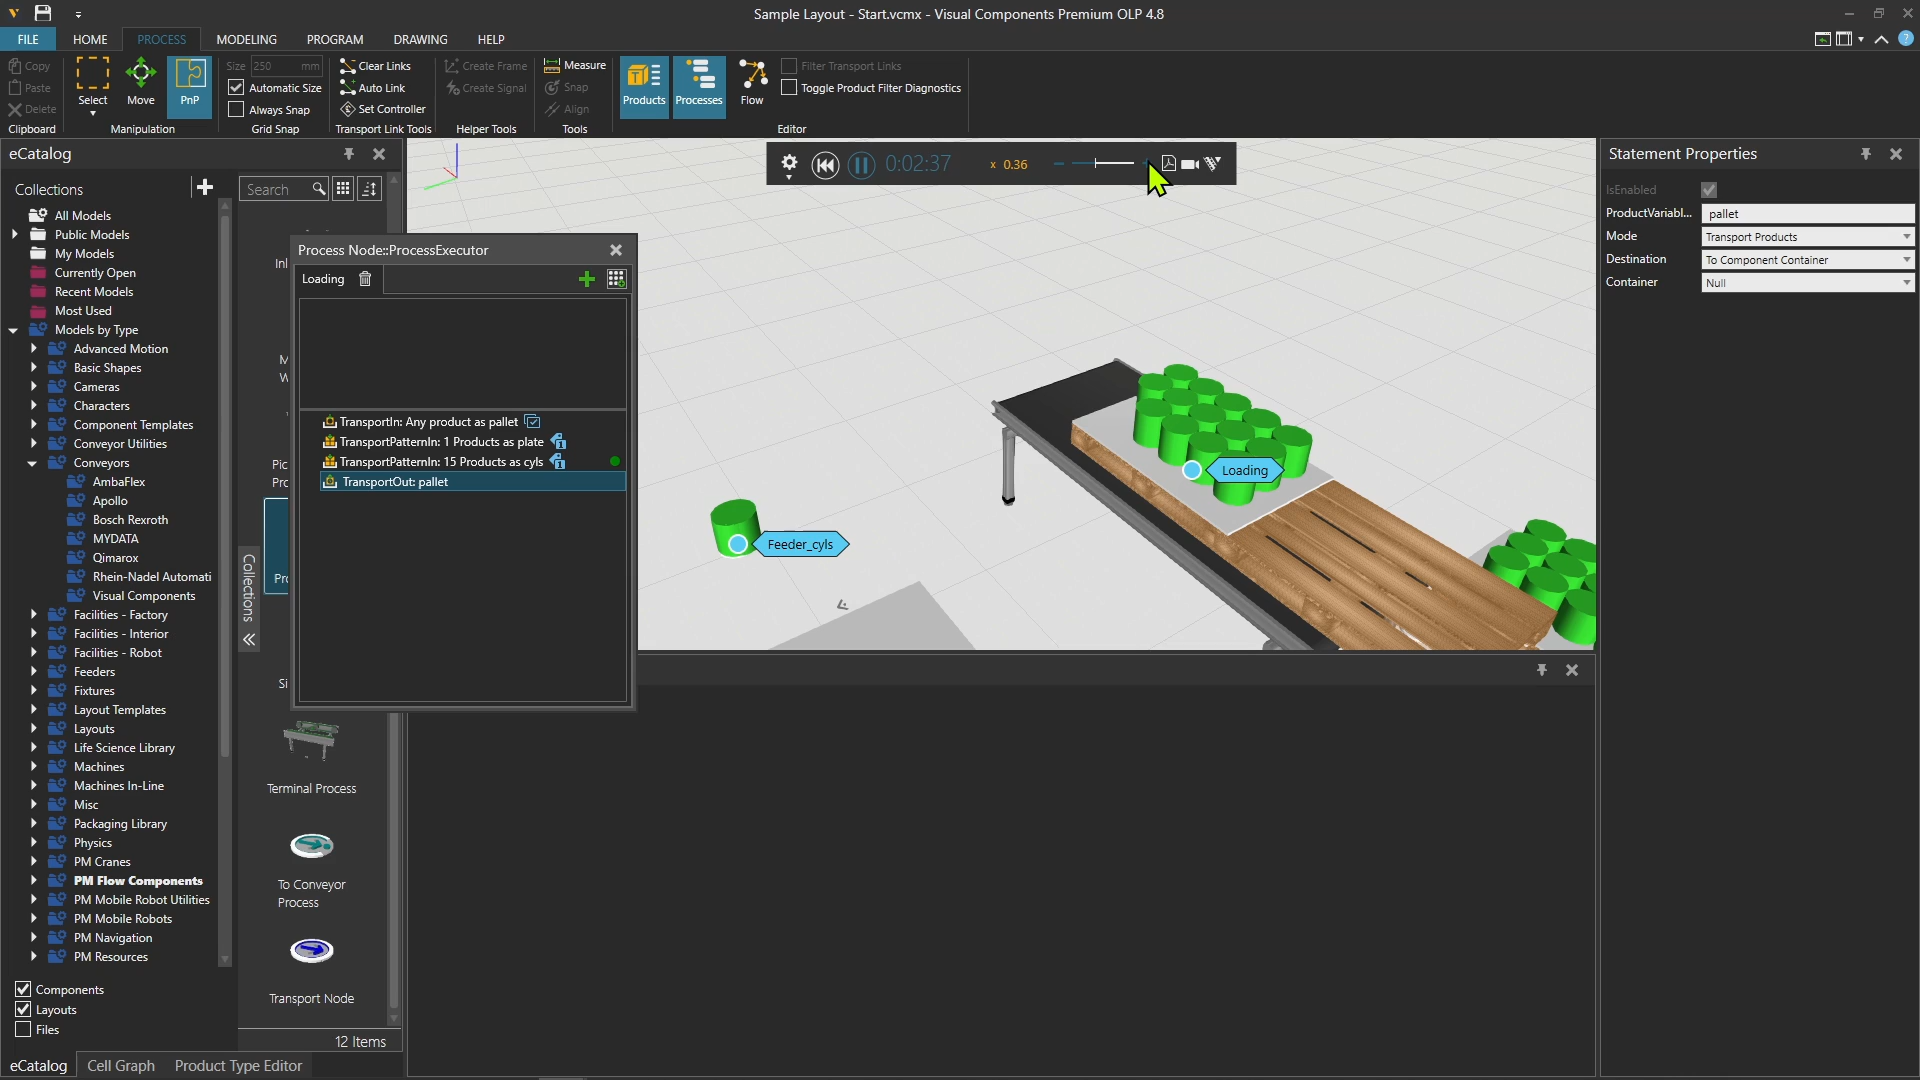 Sample Layout - Start.vcmx - Visual Components Premium OLP 4.8
FILE HOME PROCESS MODELING PROGRAM DRAWING HELP
Copy
Paste
Delete
Clipboard
Select
Move
PnP
Manipulation
Size 250 mm
Automatic Size
Always Snap
Grid Snap
Clear Links
Auto Link
Set Controller
Transport Link Tools
Create Frame
Create Signal
Helper Tools
Measure
Snap
Align
Tools
Products
Processes
Flow
Filter Transport Links
Toggle Product Filter Diagnostics
Editor
eCatalog
Collections
All Models
Public Models
My Models
Currently Open
Recent Models
Most Used
Models by Type
Advanced Motion
Basic Shapes
Cameras
Characters
Component Templates
Conveyor Utilities
Conveyors
AmbaFlex
Apollo
Bosch Rexroth
MYDATA
Qimarox
Rhein-Nadel Automati
Visual Components
Facilities - Factory
Facilities - Interior
Facilities - Robot
Feeders
Fixtures
Layout Templates
Layouts
Life Science Library
Machines
Machines In-Line
Misc
Packaging Library
Physics
PM Cranes
PM Flow Components
PM Mobile Robot Utilities
PM Mobile Robots
PM Navigation
PM Resources
Components
Layouts
Files
eCatalog Cell Graph Product Type Editor
Search
Collections
Terminal Process
To Conveyor
Process
Transport Node
12 Items
Process Node::ProcessExecutor
Loading
TransportIn: Any product as pallet
TransportPatternIn: 1 Products as plate
TransportPatternIn: 15 Products as cyls
TransportOut: pallet
0:02:37 x 0.36
Loading
Feeder_cyls
Statement Properties
IsEnabled
ProductVariabl... pallet
Mode Transport Products
Destination To Component Container
Container Null